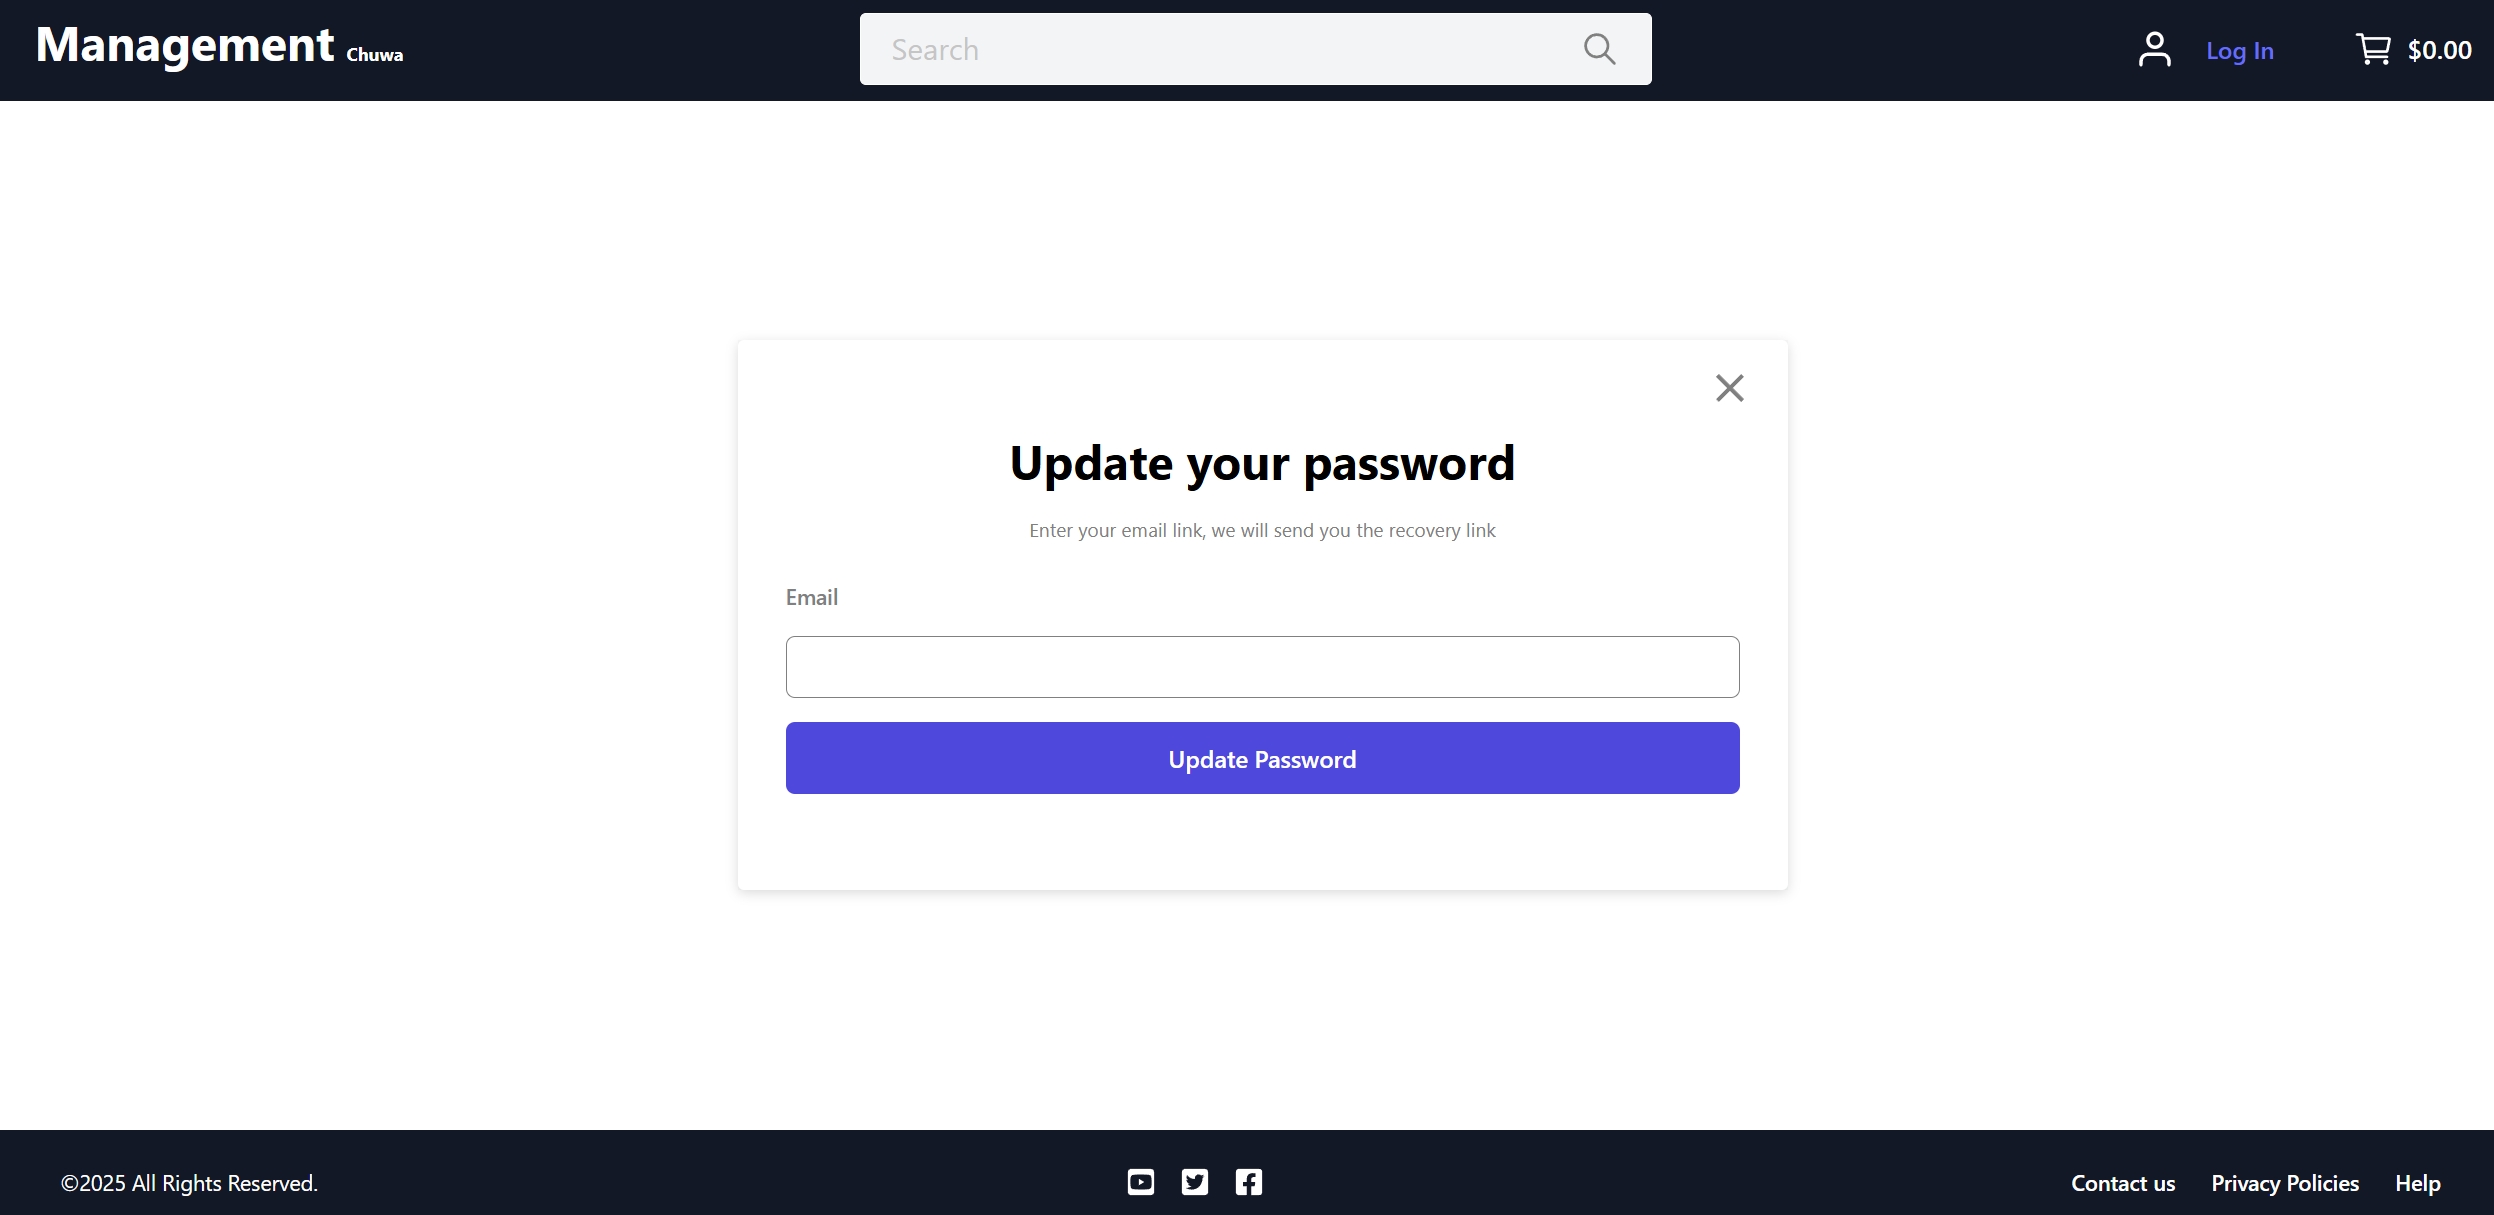 Management Chuwa
Search
Log In
$0.00
Update your password
Enter your email link, we will send you the recovery link
Email
Update Password
©2025 All Rights Reserved.
Contact us
Privacy Policies
Help